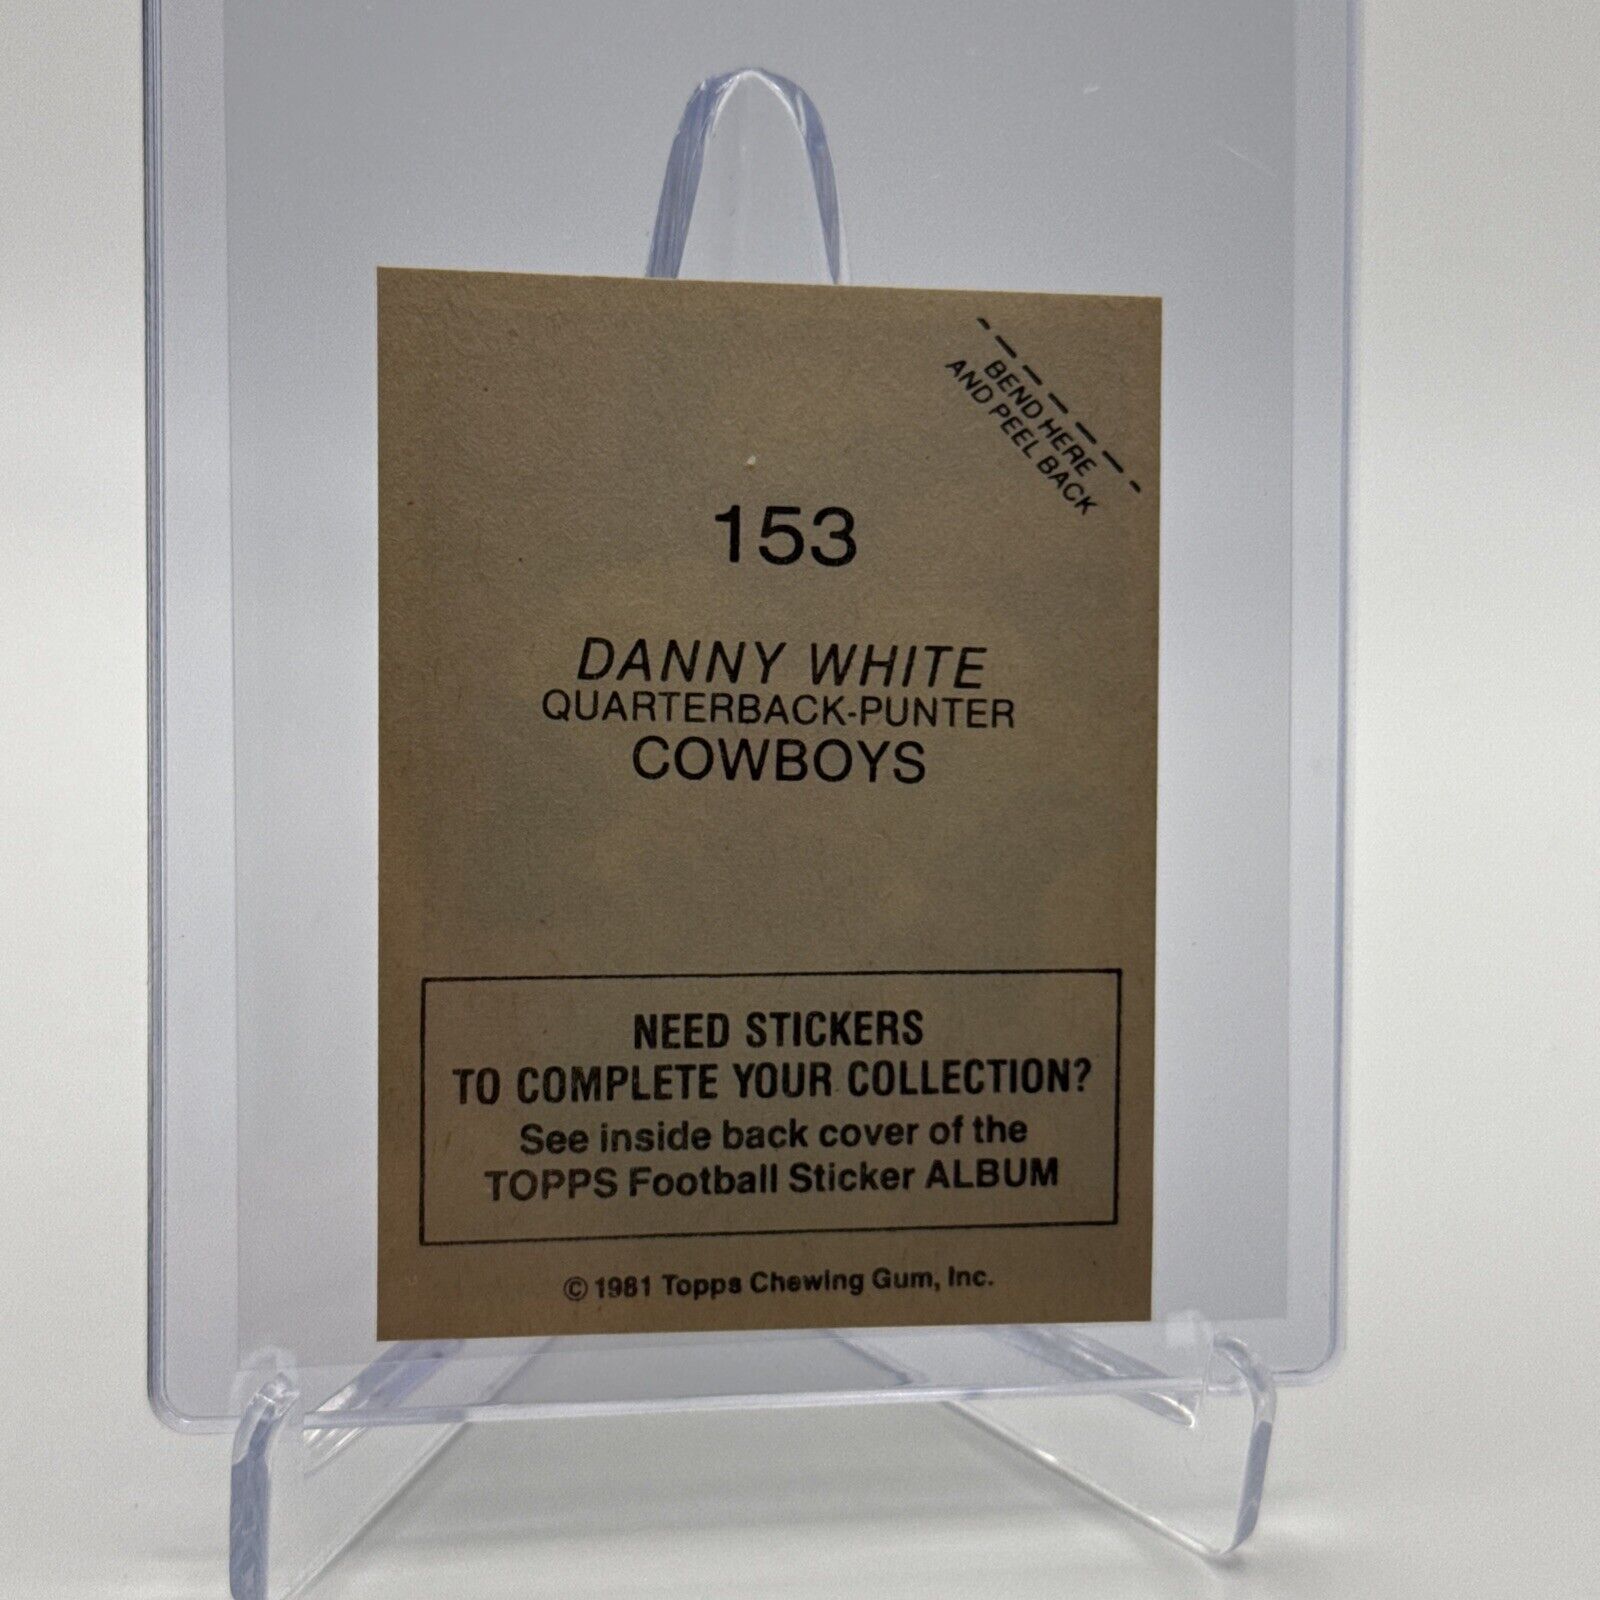 BEND HERE
AND PEEL BACK
153
DANNY WHITE
QUARTERBACK-PUNTER
COWBOYS
NEED STICKERS
TO COMPLETE YOUR COLLECTION?
See inside back cover of the
TOPPS Football Sticker ALBUM
© 1981 Topps Chewing Gum, Inc.